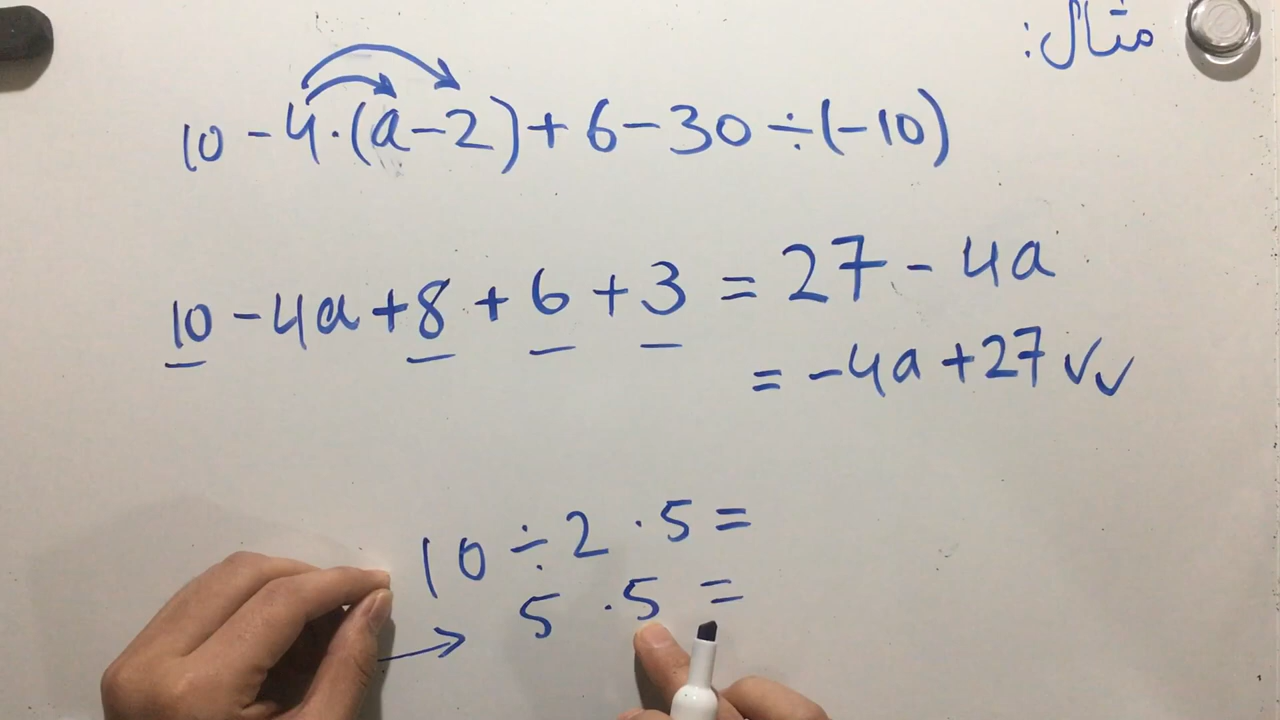 مثال:
10 - 4 · (a - 2) + 6 - 30 ÷ (-10)
10 - 4a + 8 + 6 + 3 = 27 - 4a
= -4a + 27 ✓✓
10 ÷ 2 · 5 =
→ 5 · 5 =